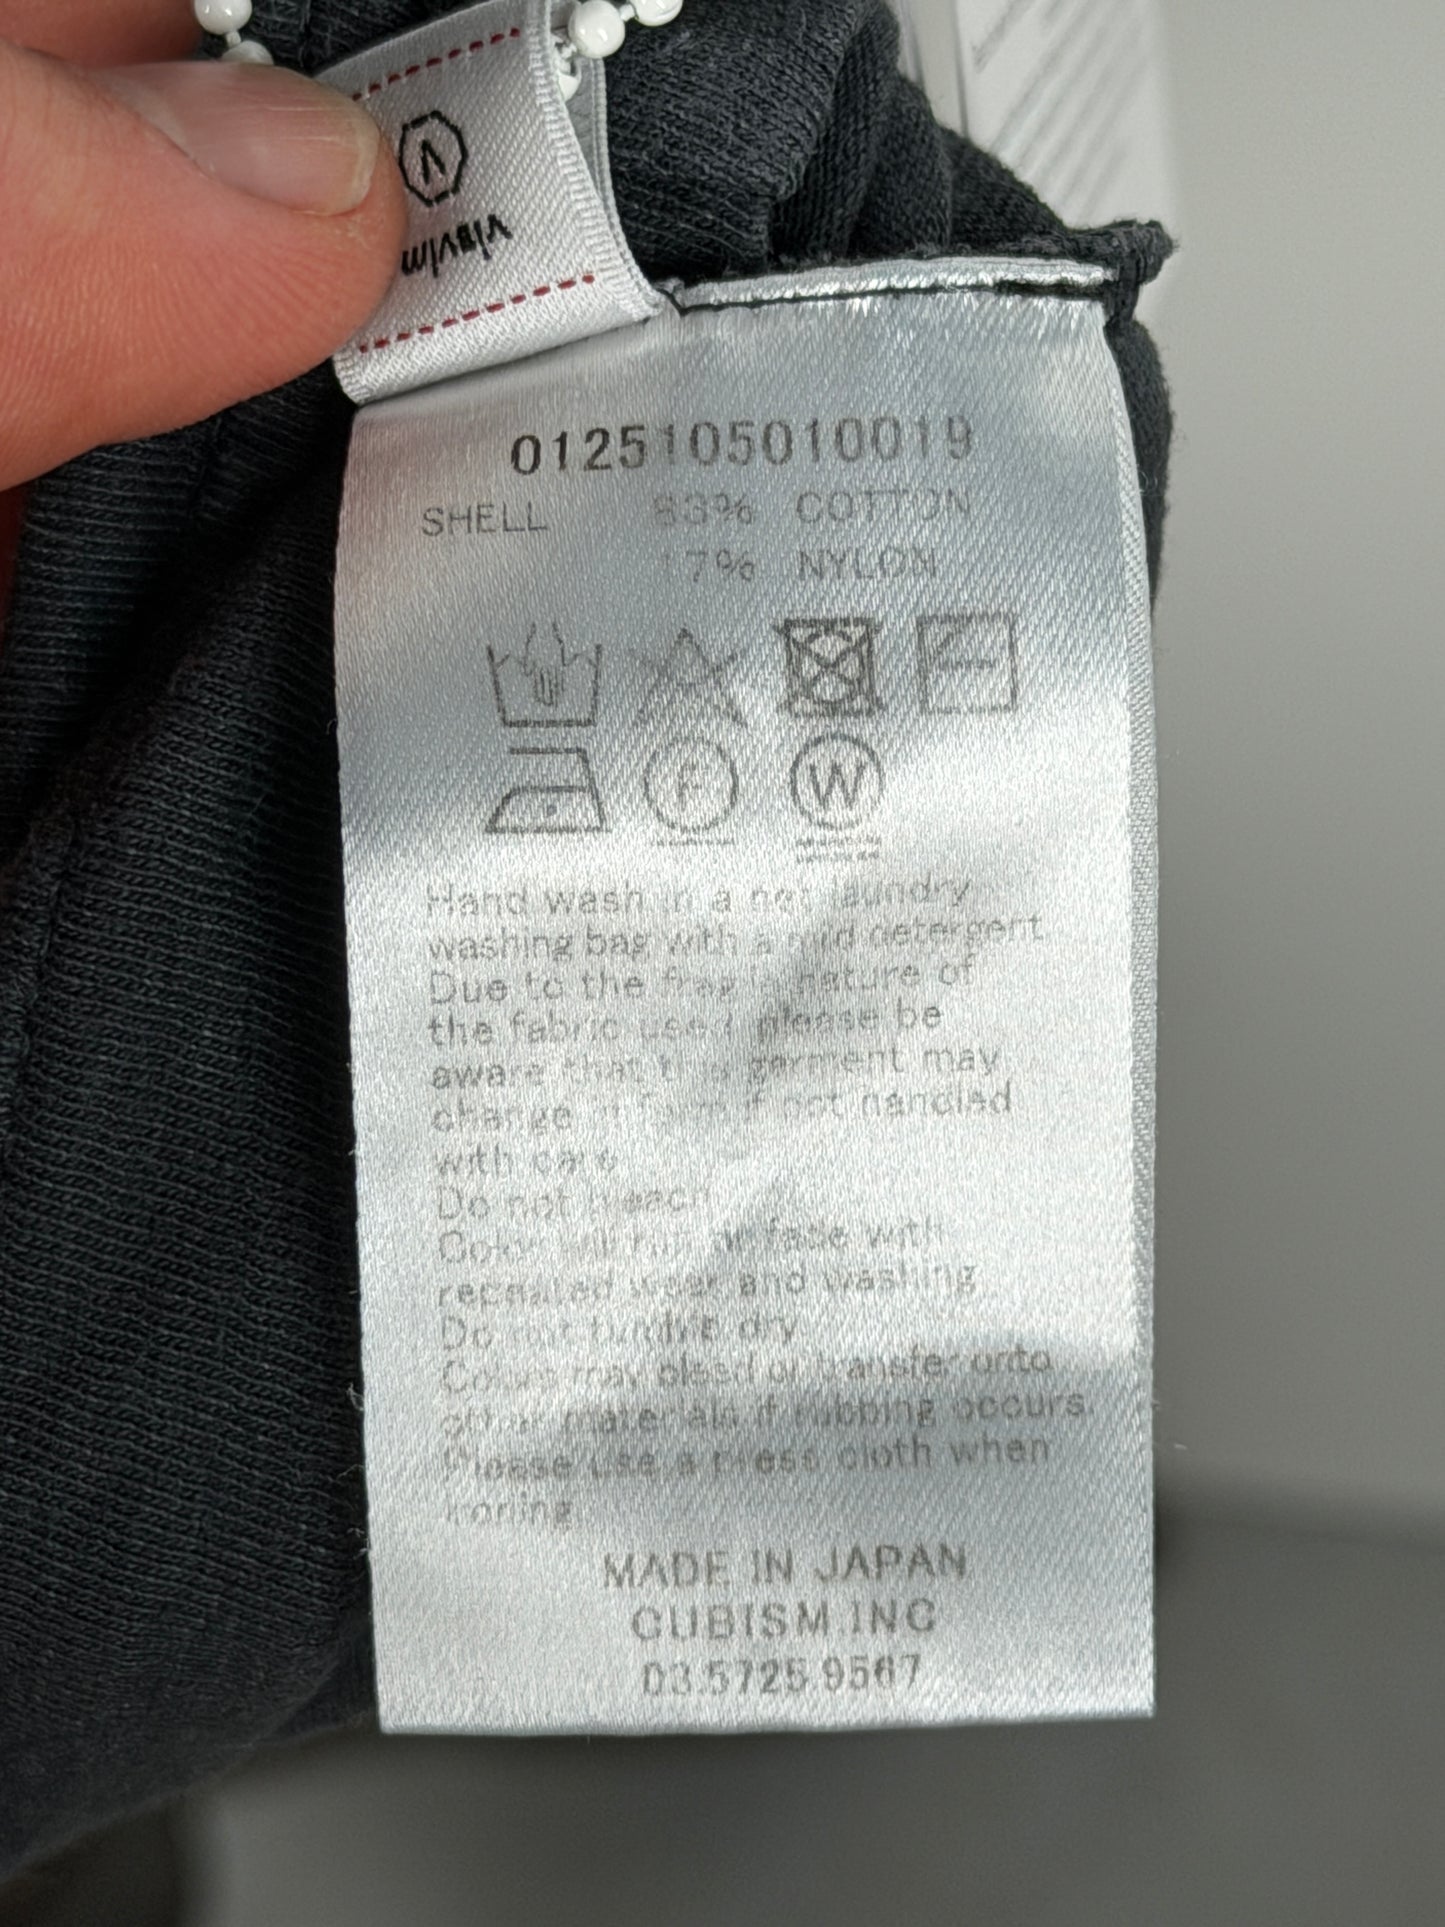 visvim
0125105010019
SHELL 83% COTTON
17% NYLON
F
W
Hand wash in a net laundry
washing bag with a mild detergent
Due to the fragile nature of
the fabric used, please be
aware that this garment may
change in form if not handled
with care
Do not bleach
Color will turn or fade with
repeated wear and washing
Do not tumble dry
Colors may bleed or transfer onto
other materials if rubbing occurs.
Please use a press cloth when
ironing.
MADE IN JAPAN
CUBISM.INC
03.5725.9567